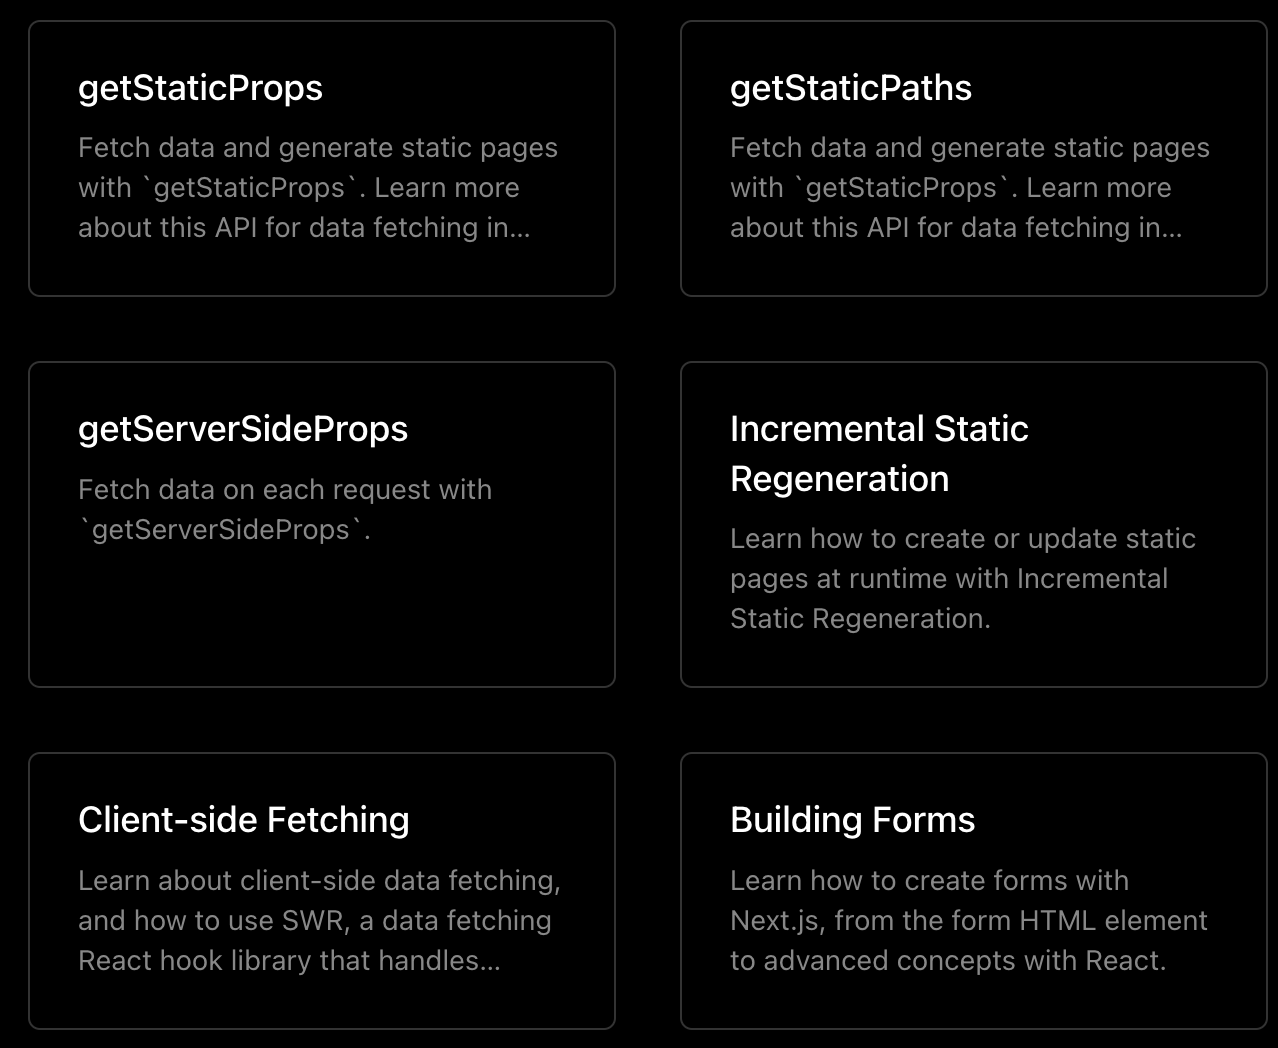 getStaticProps
Fetch data and generate static pages
with `getStaticProps`. Learn more
about this API for data fetching in...
getStaticPaths
Fetch data and generate static pages
with `getStaticProps`. Learn more
about this API for data fetching in...
getServerSideProps
Fetch data on each request with
`getServerSideProps`.
Incremental Static
Regeneration
Learn how to create or update static
pages at runtime with Incremental
Static Regeneration.
Client-side Fetching
Learn about client-side data fetching,
and how to use SWR, a data fetching
React hook library that handles...
Building Forms
Learn how to create forms with
Next.js, from the form HTML element
to advanced concepts with React.